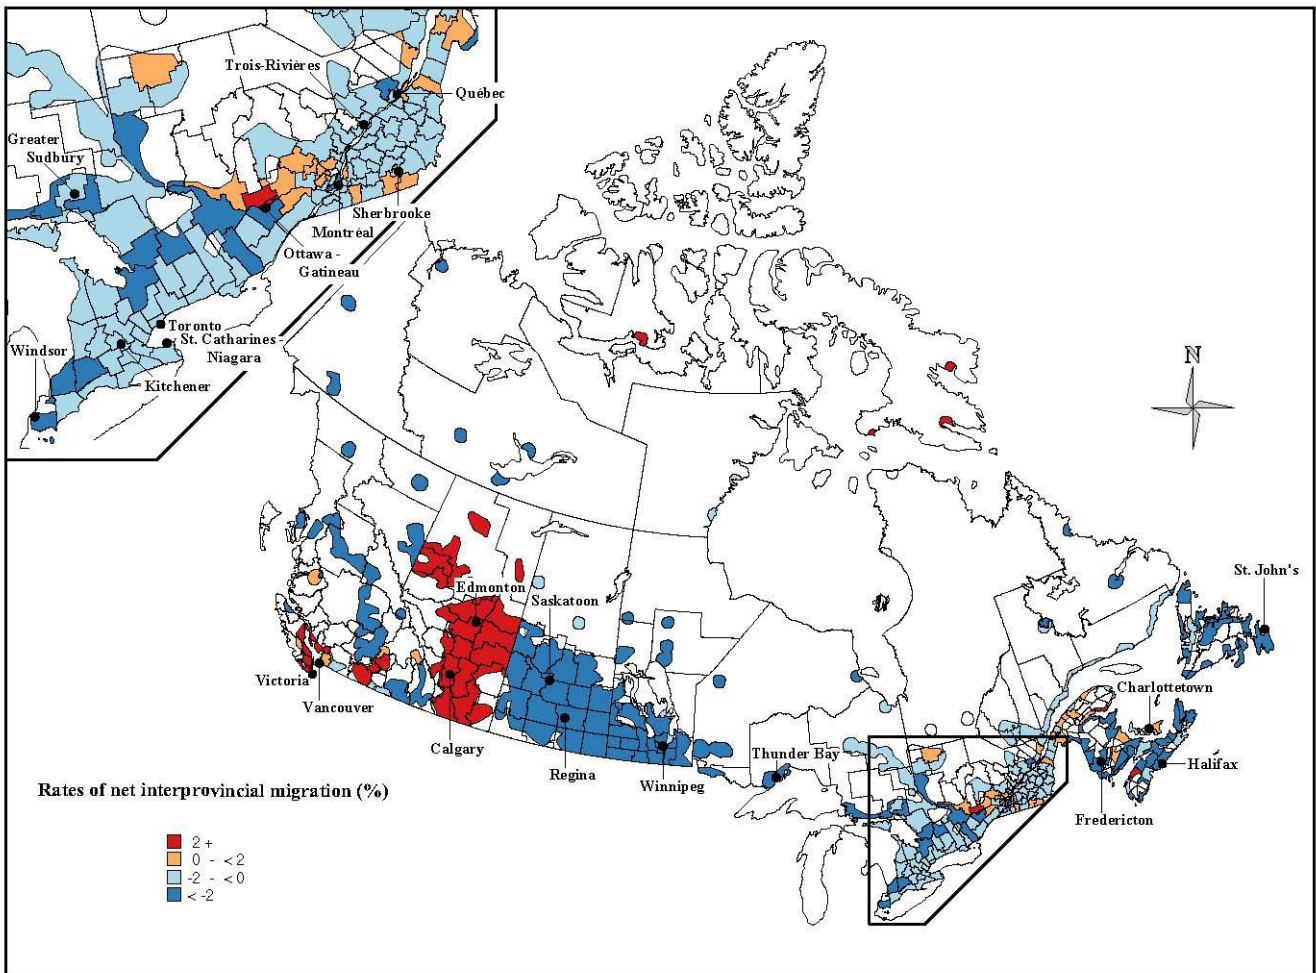 Trois-Rivières
Québec
Greater
Sudbury
Sherbrooke
Montréal
Ottawa -
Gatineau
Toronto
St. Catharines -
Niagara
Windsor
Kitchener
N
Edmonton
Saskatoon
St. John's
Victoria
Vancouver
Charlottetown
Calgary
Regina
Winnipeg
Thunder Bay
Halifax
Fredericton
Rates of net interprovincial migration (%)
2 +
0 - <2
-2 - <0
< -2